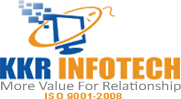 KKR INFOTECH
More Value For Relationship
ISO 9001-2008